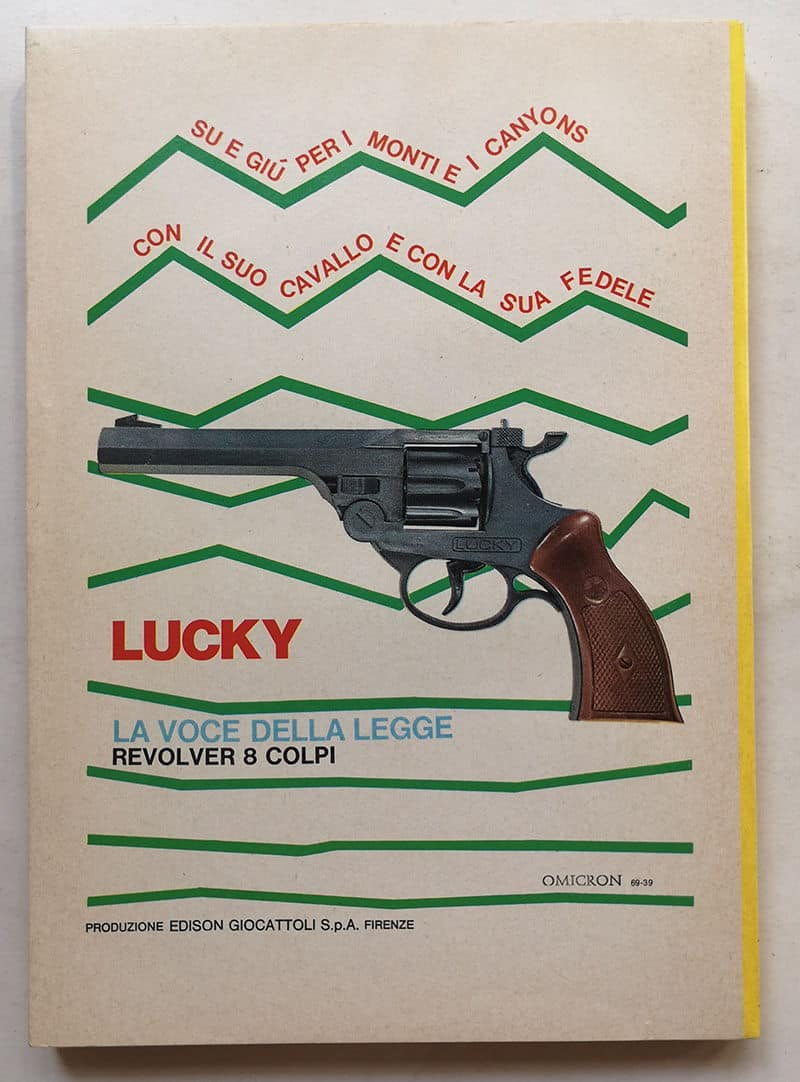 SU E GIÚ PER I MONTI E I CANYONS
CON IL SUO CAVALLO E CON LA SUA FEDELE
LUCKY
LUCKY
LA VOCE DELLA LEGGE
REVOLVER 8 COLPI
OMICRON 69-39
PRODUZIONE EDISON GIOCATTOLI S.p.A. FIRENZE